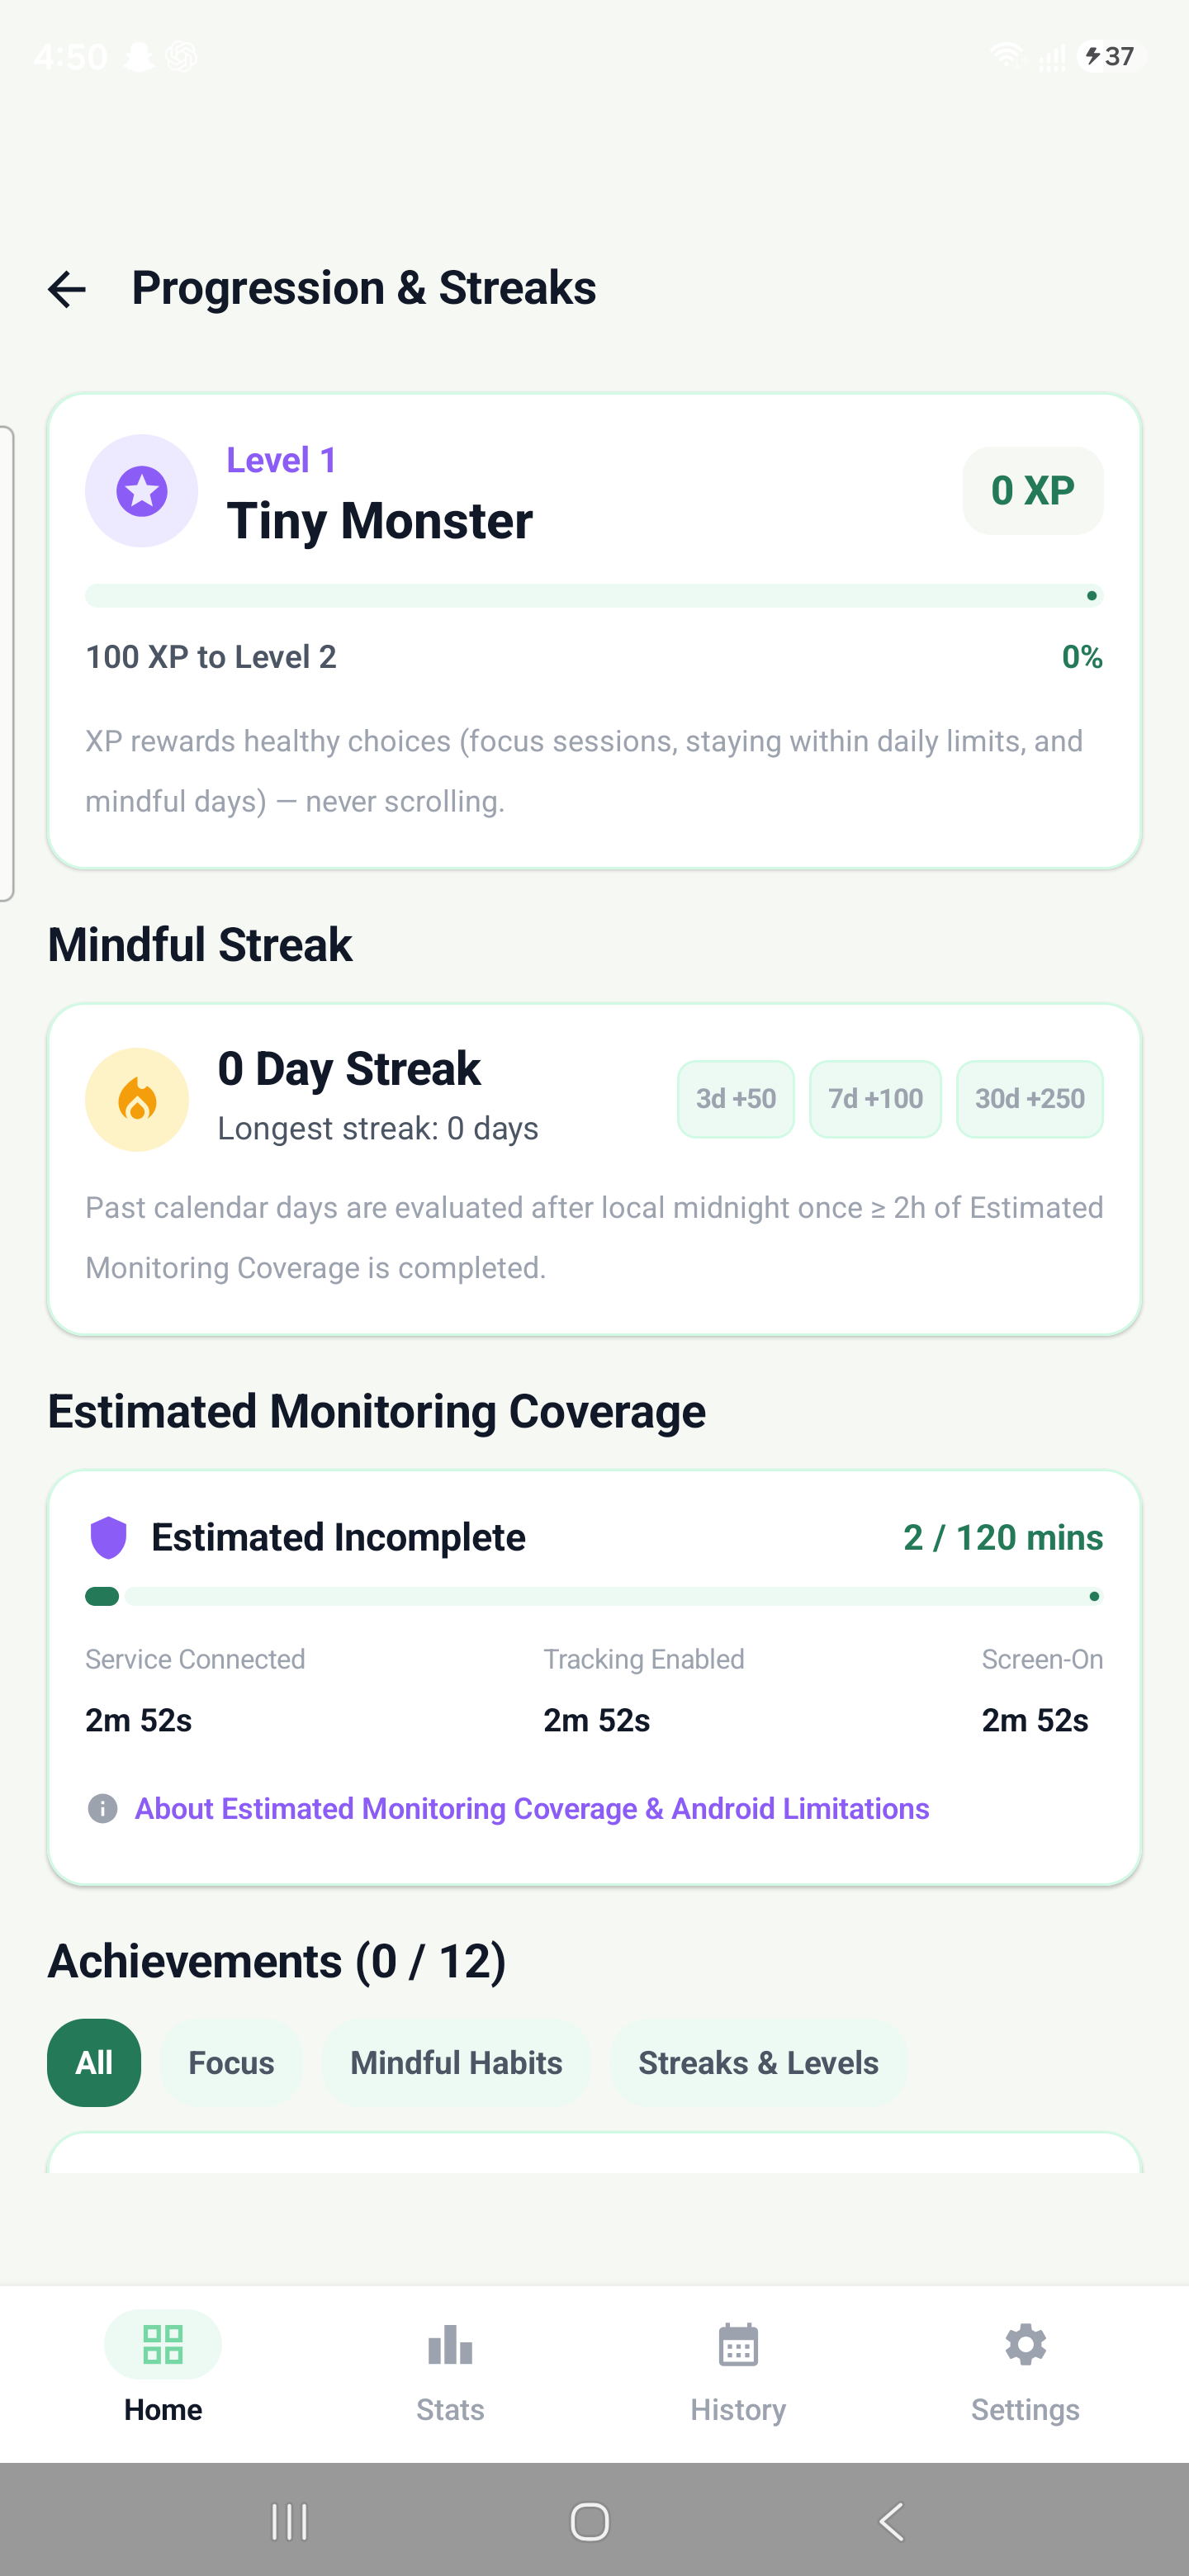 4:50
37
Progression & Streaks
Level 1
Tiny Monster
0 XP
100 XP to Level 2
0%
XP rewards healthy choices (focus sessions, staying within daily limits, and
mindful days) — never scrolling.
Mindful Streak
0 Day Streak
Longest streak: 0 days
3d +50
7d +100
30d +250
Past calendar days are evaluated after local midnight once ≥ 2h of Estimated
Monitoring Coverage is completed.
Estimated Monitoring Coverage
Estimated Incomplete
2 / 120 mins
Service Connected
Tracking Enabled
Screen-On
2m 52s
2m 52s
2m 52s
About Estimated Monitoring Coverage & Android Limitations
Achievements (0 / 12)
All
Focus
Mindful Habits
Streaks & Levels
Home
Stats
History
Settings